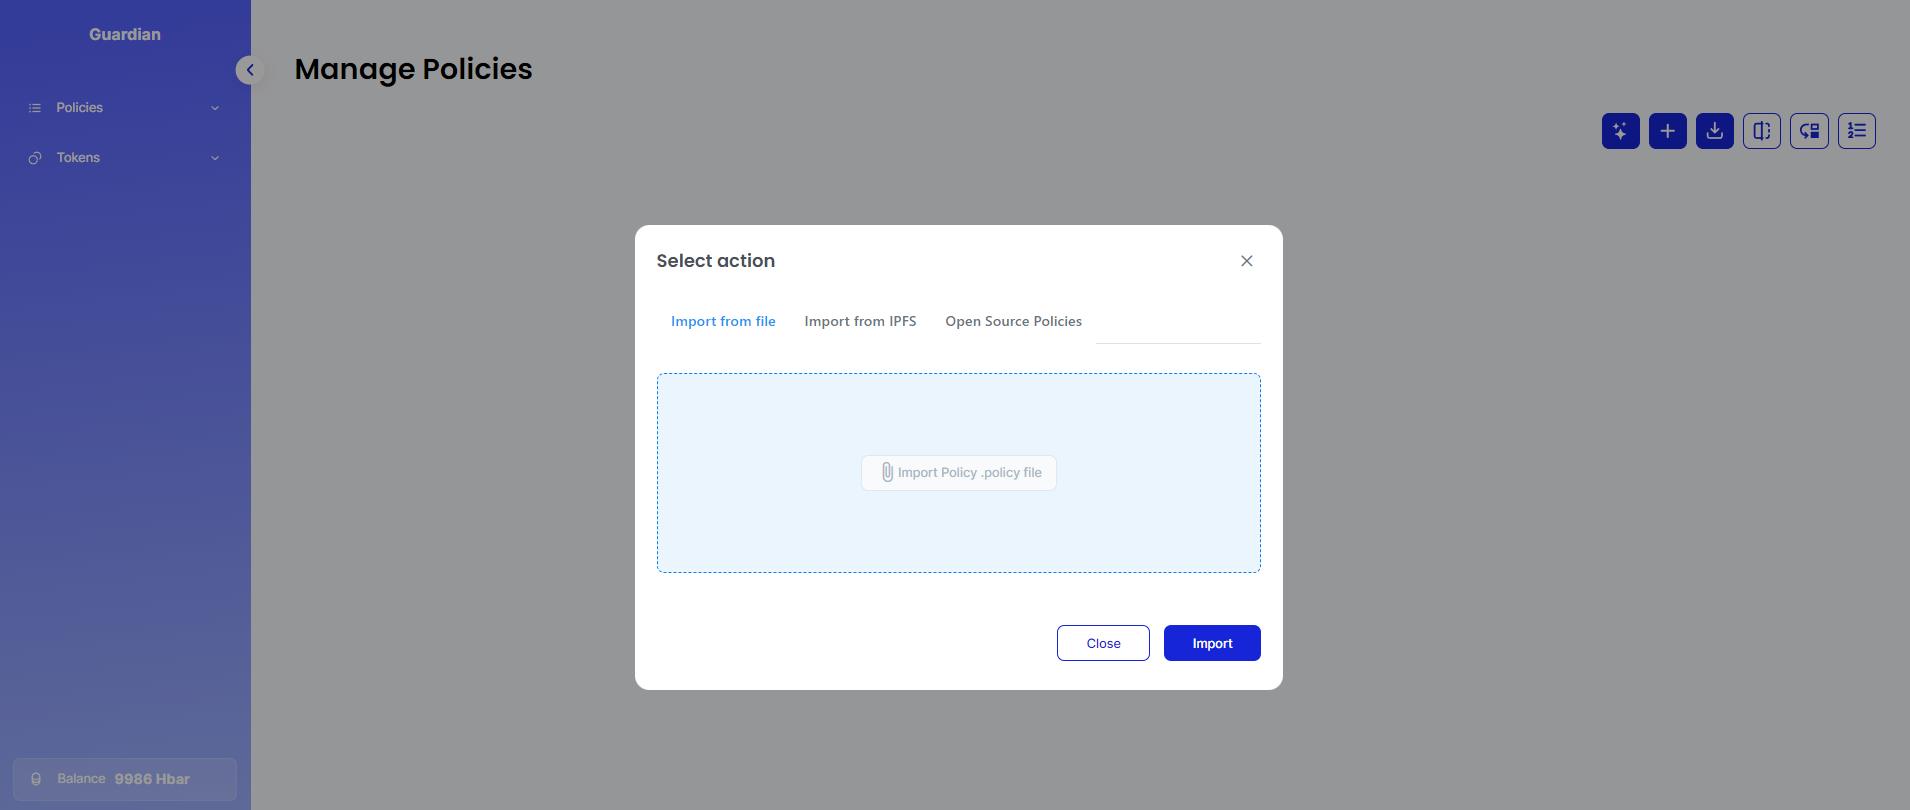 Guardian
Manage Policies
Policies
Tokens
Select action
Import from file Import from IPFS Open Source Policies
Import Policy .policy file
Close Import
Balance 9986 Hbar